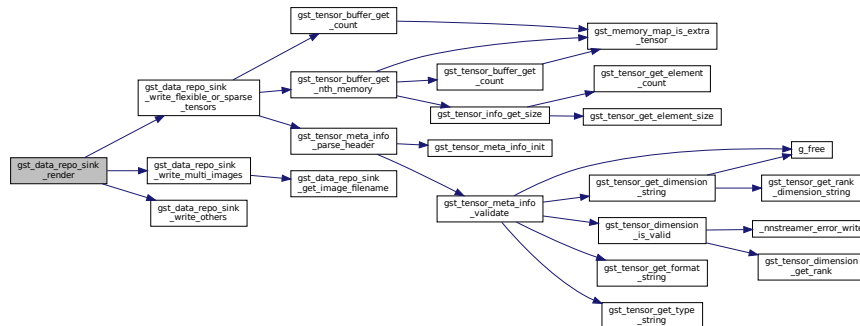 gst_data_repo_sink
_render
gst_data_repo_sink
_write_flexible_or_sparse
_tensors
gst_data_repo_sink
_write_multi_images
gst_data_repo_sink
_write_others
gst_tensor_buffer_get
_count
gst_tensor_buffer_get
_nth_memory
gst_tensor_meta_info
_parse_header
gst_data_repo_sink
_get_image_filename
gst_tensor_buffer_get
_count
gst_tensor_info_get_size
gst_tensor_meta_info_init
gst_tensor_meta_info
_validate
gst_memory_map_is_extra
_tensor
gst_tensor_get_element
_count
gst_tensor_get_element_size
gst_tensor_get_dimension
_string
gst_tensor_dimension
_is_valid
gst_tensor_get_format
_string
gst_tensor_get_type
_string
g_free
gst_tensor_get_rank
_dimension_string
_nnstreamer_error_write
gst_tensor_dimension
_get_rank